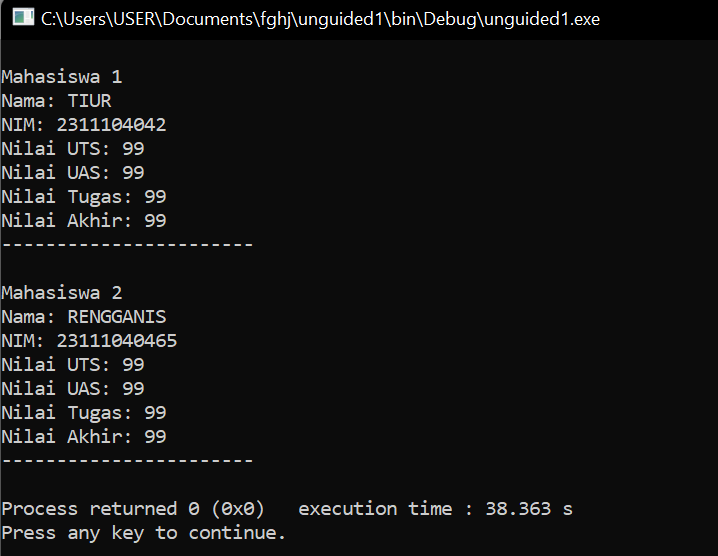 C:\Users\USER\Documents\fghj\unguided1\bin\Debug\unguided1.exe
Mahasiswa 1
Nama: TIUR
NIM: 2311104042
Nilai UTS: 99
Nilai UAS: 99
Nilai Tugas: 99
Nilai Akhir: 99
-----------------------
Mahasiswa 2
Nama: RENGGANIS
NIM: 23111040465
Nilai UTS: 99
Nilai UAS: 99
Nilai Tugas: 99
Nilai Akhir: 99
-----------------------
Process returned 0 (0x0)   execution time : 38.363 s
Press any key to continue.